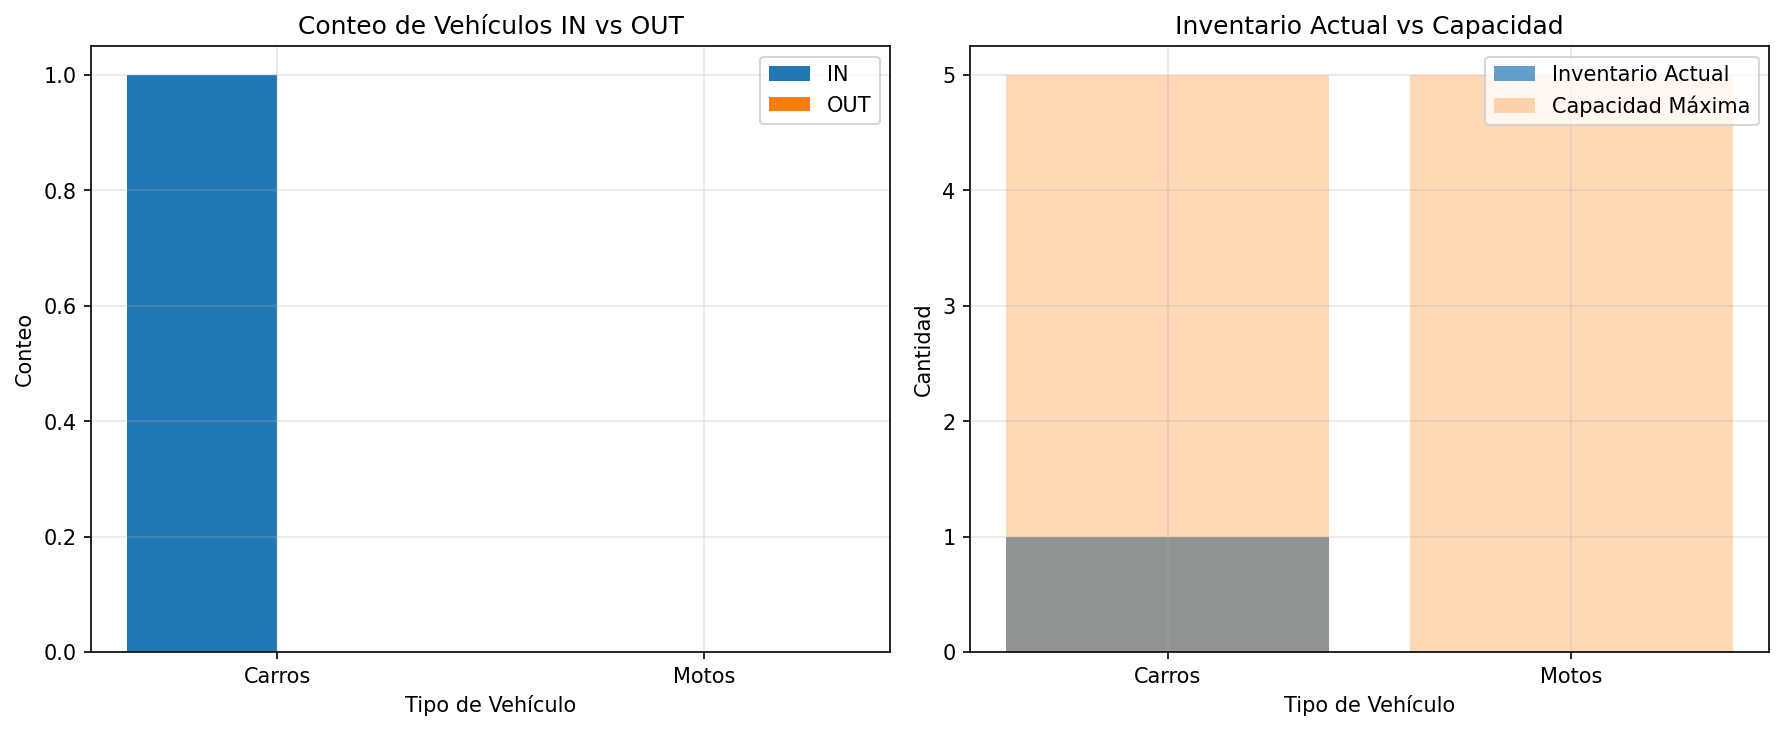 Conteo de Vehículos IN vs OUT
IN
OUT
1.0
0.8
0.6
0.4
0.2
0.0
Conteo
Carros
Motos
Tipo de Vehículo
Inventario Actual vs Capacidad
Inventario Actual
Capacidad Máxima
5
4
3
2
1
0
Cantidad
Carros
Motos
Tipo de Vehículo